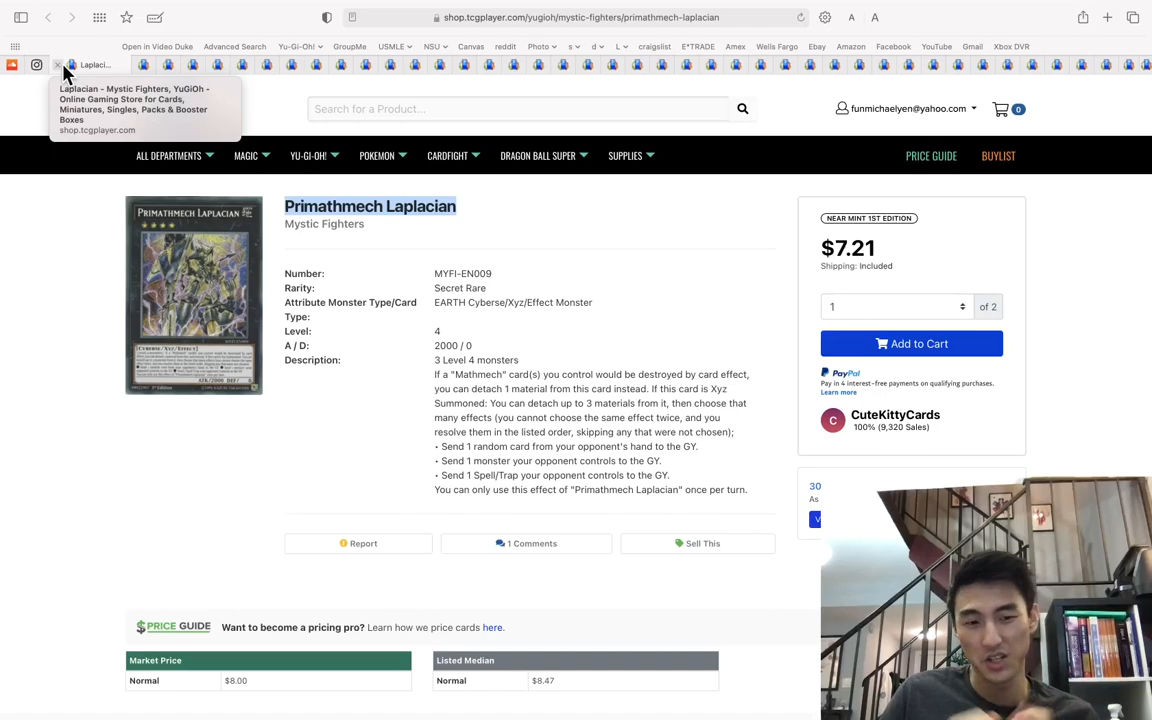 shop.tcgplayer.com/yugioh/mystic-fighters/primathmech-laplacian
A A
Open in Video Duke Advanced Search Yu-Gi-Oh! GroupMe USMLE NSU Canvas reddit Photo s d L craigslist E*TRADE Amex Wells Fargo Ebay Amazon Facebook YouTube Gmail Xbox DVR
Laplaci...
Laplacian - Mystic Fighters, YuGiOh -
Online Gaming Store for Cards,
Miniatures, Singles, Packs & Booster
Boxes
shop.tcgplayer.com
Search for a Product...
funmichaelyen@yahoo.com
0
ALL DEPARTMENTS MAGIC YU-GI-OH! POKEMON CARDFIGHT DRAGON BALL SUPER SUPPLIES PRICE GUIDE BUYLIST
PRIMATHMECH LAPLACIAN
Primathmech Laplacian
Mystic Fighters
Number: MYFI-EN009
Rarity: Secret Rare
Attribute Monster Type/Card EARTH Cyberse/Xyz/Effect Monster
Type:
Level: 4
A / D: 2000 / 0
Description: 3 Level 4 monsters
If a "Mathmech" card(s) you control would be destroyed by card effect,
you can detach 1 material from this card instead. If this card is Xyz
Summoned: You can detach up to 3 materials from it, then choose that
many effects (you cannot choose the same effect twice, and you
resolve them in the listed order, skipping any that were not chosen);
• Send 1 random card from your opponent's hand to the GY.
• Send 1 monster your opponent controls to the GY.
• Send 1 Spell/Trap your opponent controls to the GY.
You can only use this effect of "Primathmech Laplacian" once per turn.
Report
1 Comments
Sell This
NEAR MINT 1ST EDITION
$7.21
Shipping: Included
1 of 2
Add to Cart
PayPal
Pay in 4 interest-free payments on qualifying purchases.
Learn more
C
CuteKittyCards
100% (9,320 Sales)
30
As
V
$PRICE GUIDE Want to become a pricing pro? Learn how we price cards here.
Market Price
Normal $8.00
Listed Median
Normal $8.47